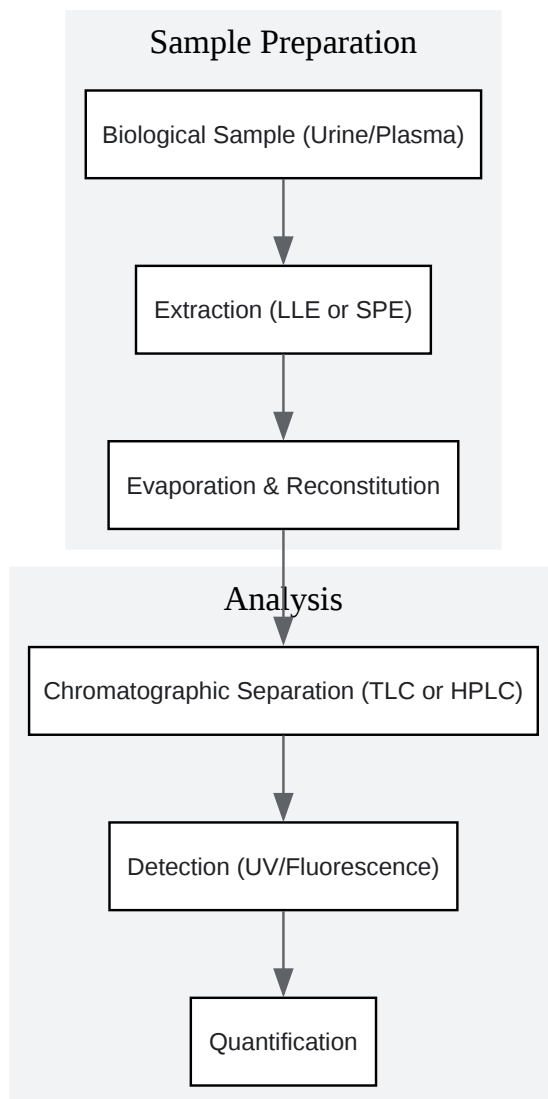 Sample Preparation
Biological Sample (Urine/Plasma)
Extraction (LLE or SPE)
Evaporation & Reconstitution
Analysis
Chromatographic Separation (TLC or HPLC)
Detection (UV/Fluorescence)
Quantification